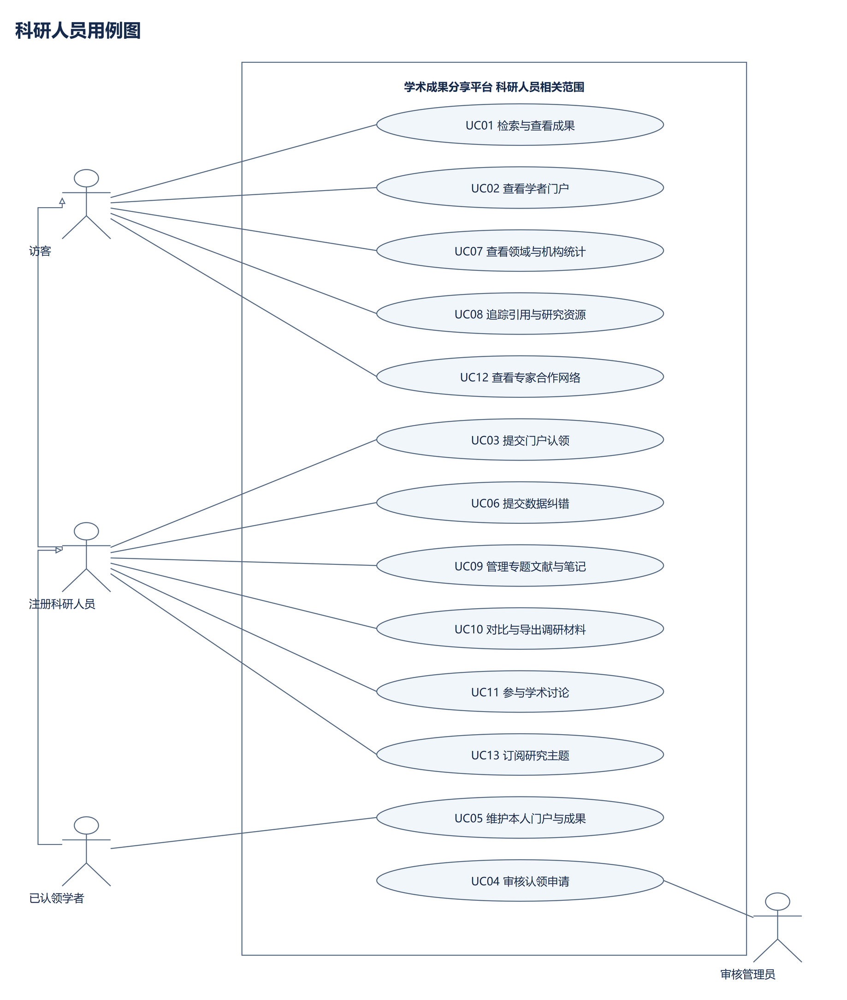 科研人员用例图
学术成果分享平台 科研人员相关范围
UC01 检索与查看成果
UC02 查看学者门户
访客
UC07 查看领域与机构统计
UC08 追踪引用与研究资源
UC12 查看专家合作网络
UC03 提交门户认领
UC06 提交数据纠错
UC09 管理专题文献与笔记
注册科研人员
UC10 对比与导出调研材料
UC11 参与学术讨论
UC13 订阅研究主题
UC05 维护本人门户与成果
UC04 审核认领申请
已认领学者
审核管理员